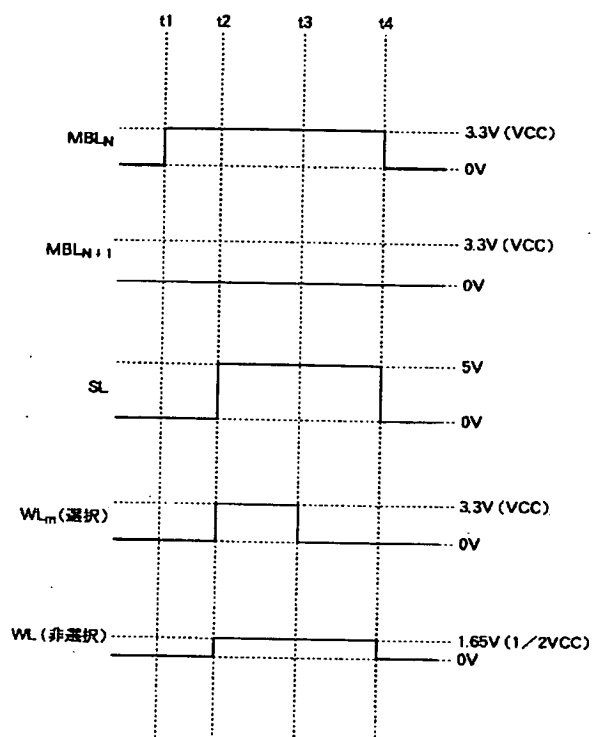 t1 t2 t3 t4
MBLN
3.3V (VCC)
0V
MBLN+1
3.3V (VCC)
0V
SL
5V
0V
WLm(選択)
3.3V (VCC)
0V
WL (非選択)
1.65V (1/2VCC)
0V